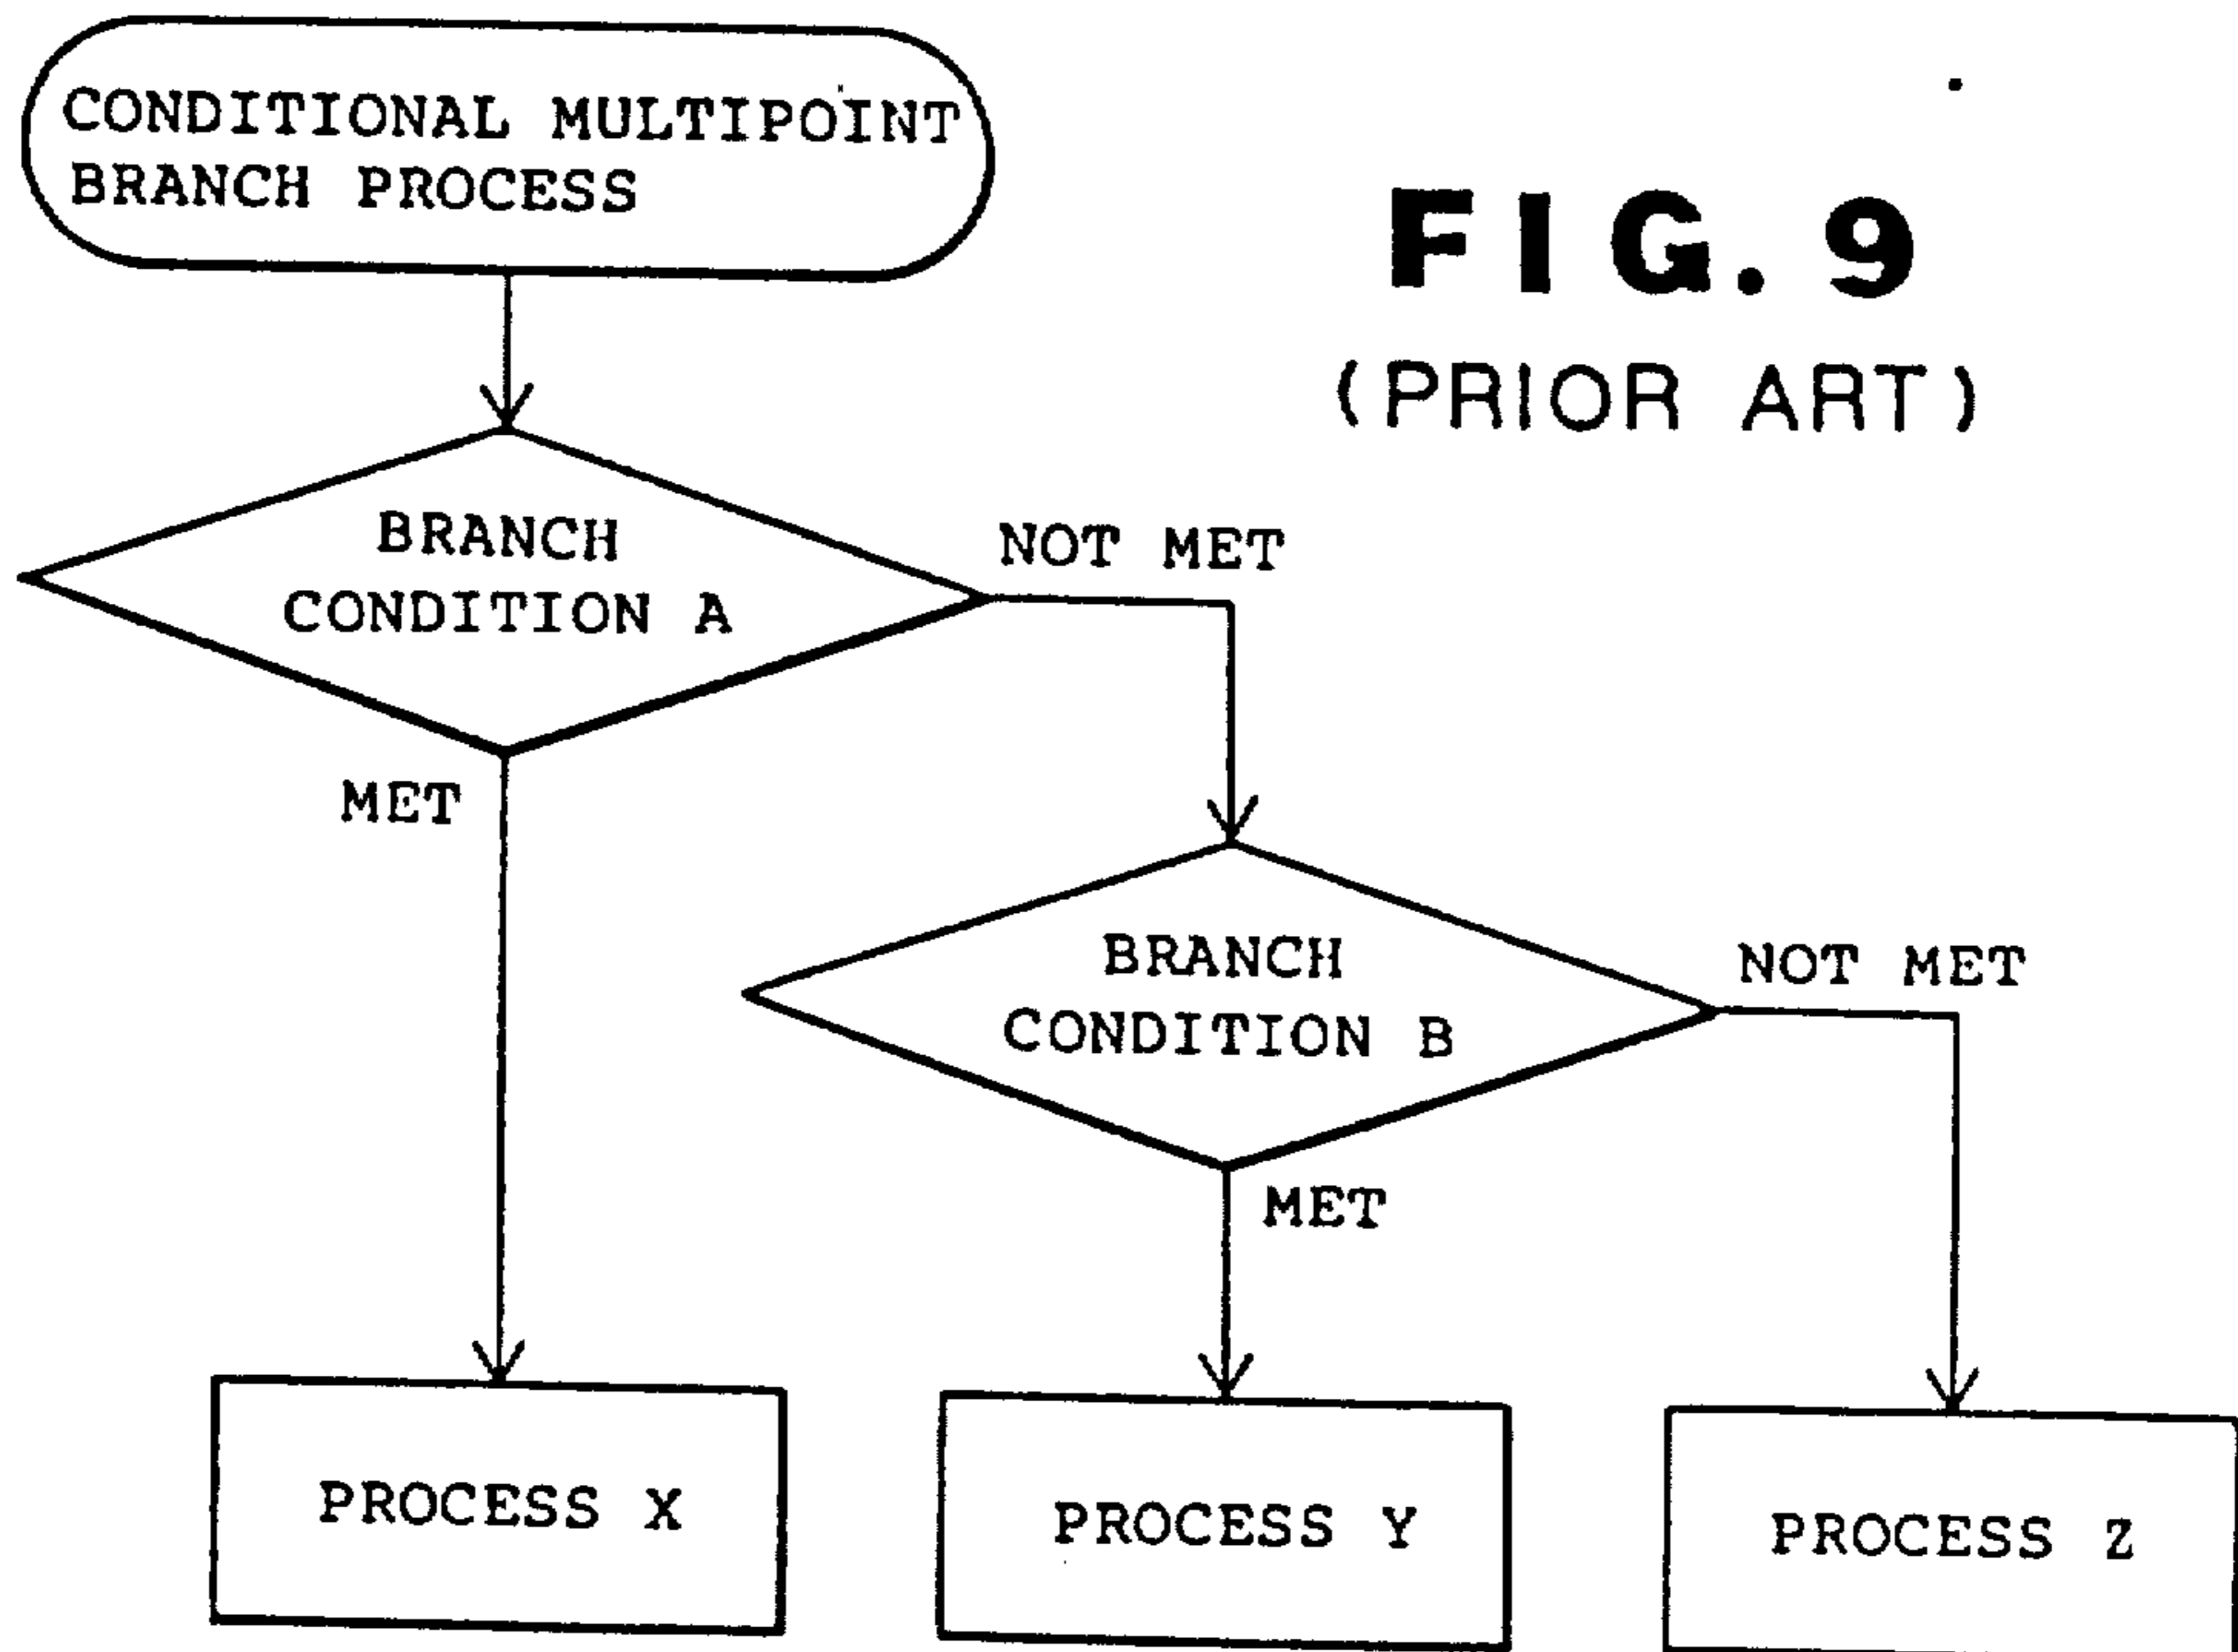 CONDITIONAL MULTIPOINT
BRANCH PROCESS
FIG. 9
(PRIOR ART)
BRANCH
CONDITION A
NOT MET
MET
BRANCH
CONDITION B
NOT MET
MET
PROCESS X
PROCESS Y
PROCESS Z